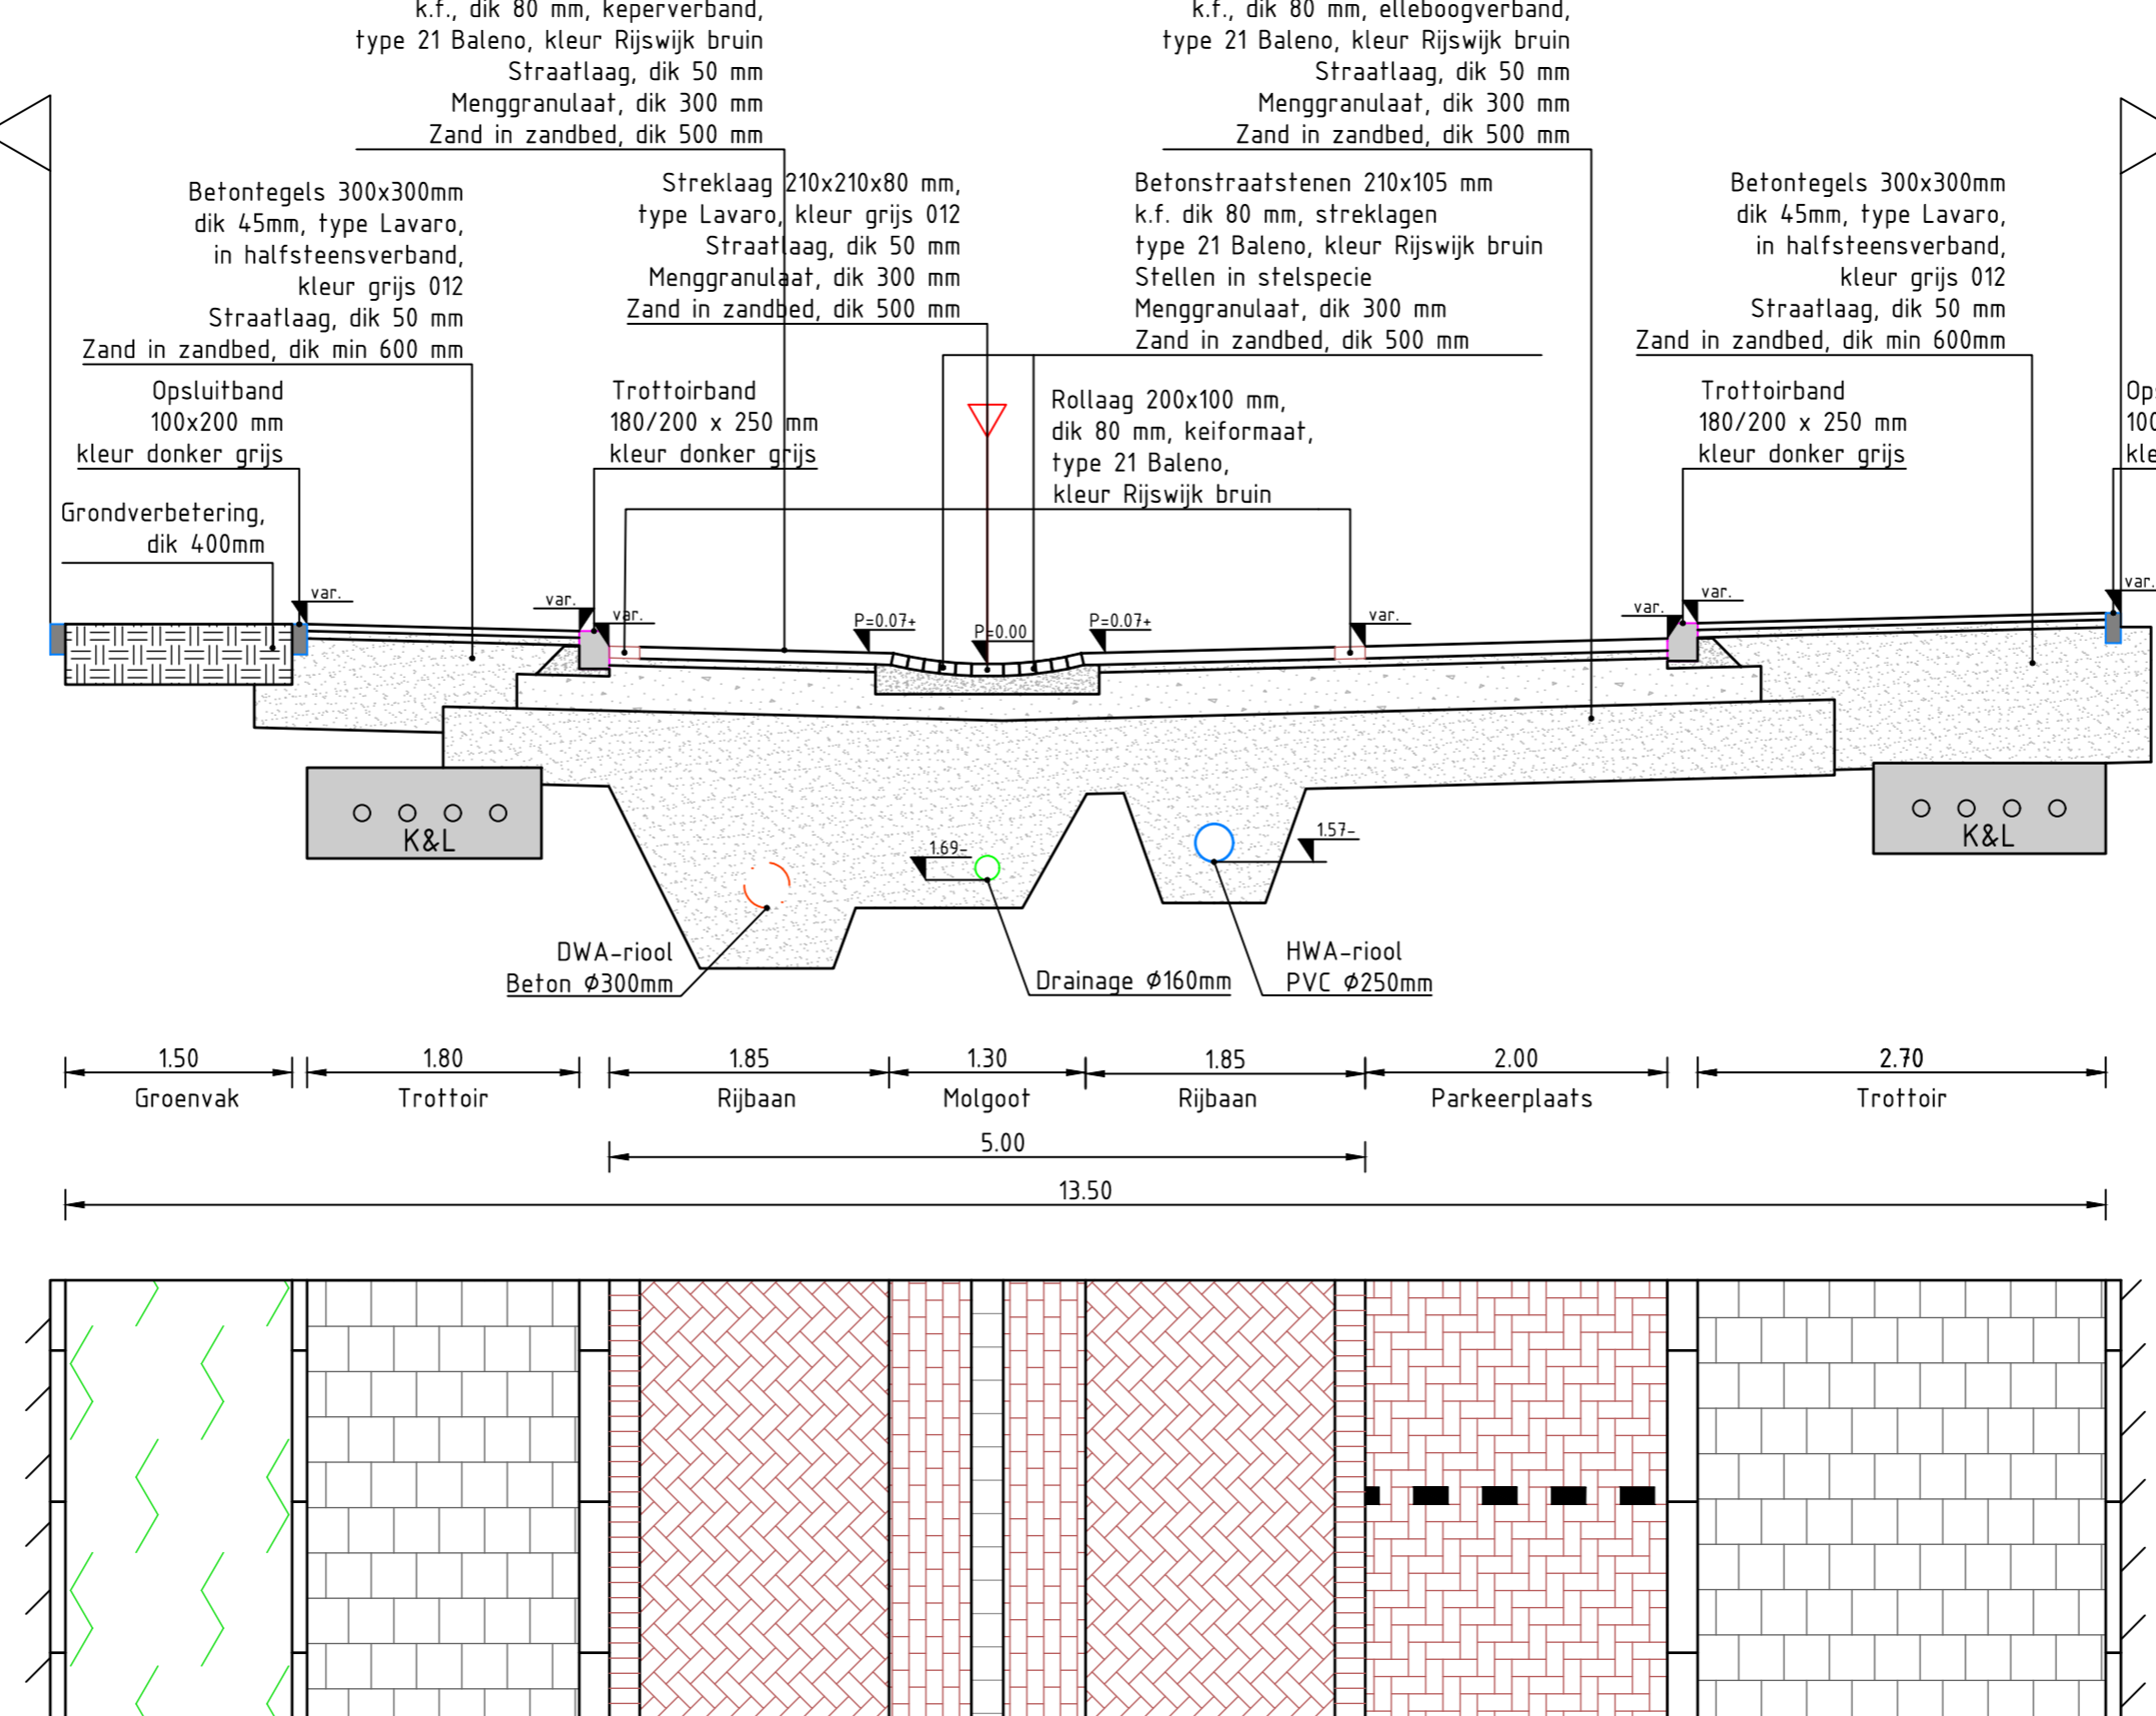 k.f., dik 80 mm, keperverband,
type 21 Baleno, kleur Rijswijk bruin
Straatlaag, dik 50 mm
Menggranulaat, dik 300 mm
Zand in zandbed, dik 500 mm
k.f., dik 80 mm, elleboogverband,
type 21 Baleno, kleur Rijswijk bruin
Straatlaag, dik 50 mm
Menggranulaat, dik 300 mm
Zand in zandbed, dik 500 mm
Betontegels 300x300mm
dik 45mm, type Lavaro,
in halfsteensverband,
kleur grijs 012
Straatlaag, dik 50 mm
Zand in zandbed, dik min 600 mm
Streklaag 210x210x80 mm,
type Lavaro, kleur grijs 012
Straatlaag, dik 50 mm
Menggranulaat, dik 300 mm
Zand in zandbed, dik 500 mm
Betonstraatstenen 210x105 mm
k.f. dik 80 mm, streklagen
type 21 Baleno, kleur Rijswijk bruin
Stellen in stelspecie
Menggranulaat, dik 300 mm
Zand in zandbed, dik 500 mm
Betontegels 300x300mm
dik 45mm, type Lavaro,
in halfsteensverband,
kleur grijs 012
Straatlaag, dik 50 mm
Zand in zandbed, dik min 600mm
Opsluitband
100x200 mm
kleur donker grijs
Trottoirband
180/200 x 250 mm
kleur donker grijs
Rollaag 200x100 mm,
dik 80 mm, keiformaat,
type 21 Baleno,
kleur Rijswijk bruin
Trottoirband
180/200 x 250 mm
kleur donker grijs
Grondverbetering,
dik 400mm
var.
var.
var.
P=0.07+
P=0.00
P=0.07+
var.
var.
var.
var.
K&L
1.69-
1.57-
K&L
DWA-riool
Beton Ø300mm
Drainage Ø160mm
HWA-riool
PVC Ø250mm
1.50
1.80
1.85
1.30
1.85
2.00
2.70
Groenvak
Trottoir
Rijbaan
Molgoot
Rijbaan
Parkeerplaats
Trottoir
5.00
13.50